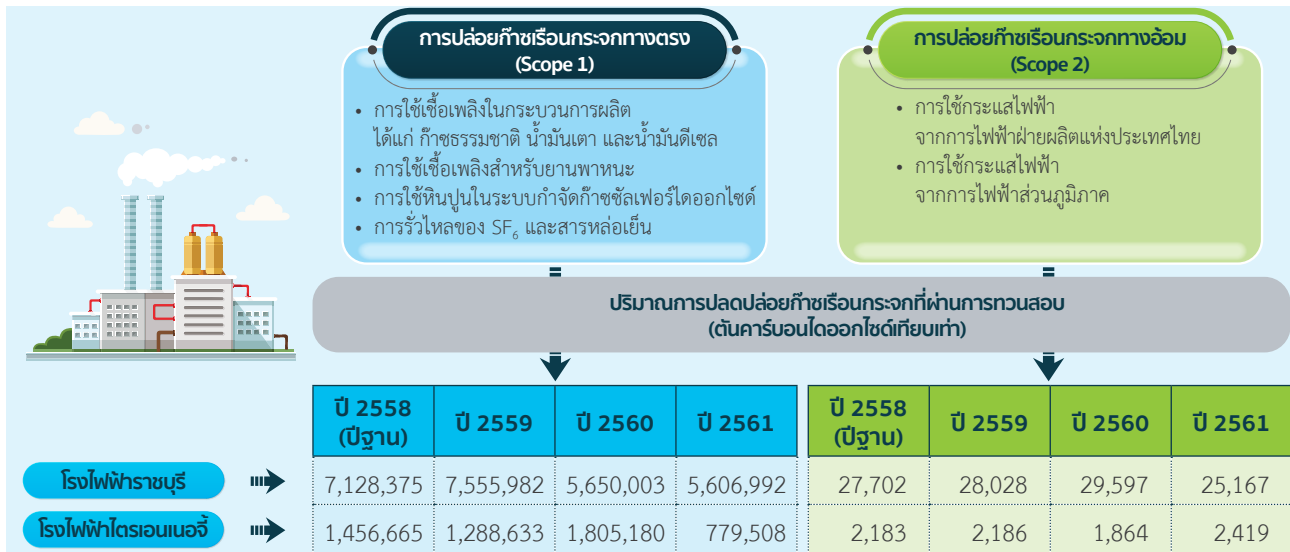 การปล่อยก๊าซเรือนกระจกทางตรง
(Scope 1)
• การใช้เชื้อเพลิงในกระบวนการผลิต
ได้แก่ ก๊าซธรรมชาติ น้ำมันเตา และน้ำมันดีเซล
• การใช้เชื้อเพลิงสำหรับยานพาหนะ
• การใช้หินปูนในระบบกำจัดก๊าซซัลเฟอร์ไดออกไซด์
• การรั่วไหลของ SF₆ และสารหล่อเย็น
การปล่อยก๊าซเรือนกระจกทางอ้อม
(Scope 2)
• การใช้กระแสไฟฟ้า
จากการไฟฟ้าฝ่ายผลิตแห่งประเทศไทย
• การใช้กระแสไฟฟ้า
จากการไฟฟ้าส่วนภูมิภาค
ปริมาณการปลดปล่อยก๊าซเรือนกระจกที่ผ่านการทวนสอบ
(ตันคาร์บอนไดออกไซด์เทียบเท่า)
ปี 2558 (ปีฐาน) ปี 2559 ปี 2560 ปี 2561 ปี 2558 (ปีฐาน) ปี 2559 ปี 2560 ปี 2561
โรงไฟฟ้าราชบุรี 7,128,375 7,555,982 5,650,003 5,606,992 27,702 28,028 29,597 25,167
โรงไฟฟ้าไตรเอนเนอจี้ 1,456,665 1,288,633 1,805,180 779,508 2,183 2,186 1,864 2,419